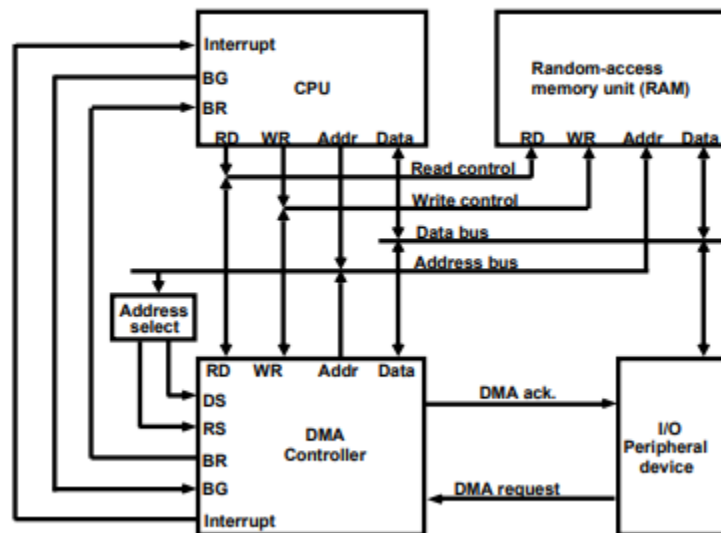 Interrupt
BG
BR
CPU
RD WR Addr Data
Random-access
memory unit (RAM)
RD WR Addr Data
Read control
Write control
Data bus
Address bus
Address
select
RD WR Addr Data
DS
RS
BR
BG
Interrupt
DMA
Controller
DMA ack.
DMA request
I/O
Peripheral
device